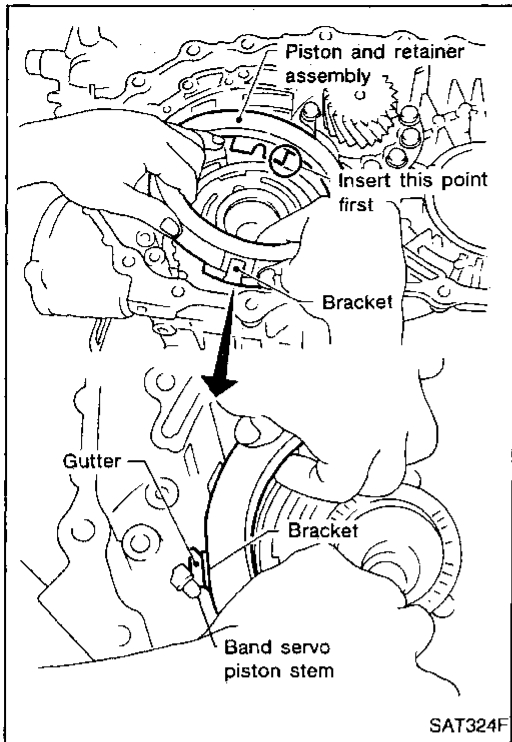 Piston and retainer
assembly
Insert this point
first
Bracket
Gutter
Bracket
Band servo
piston stem
SAT324F